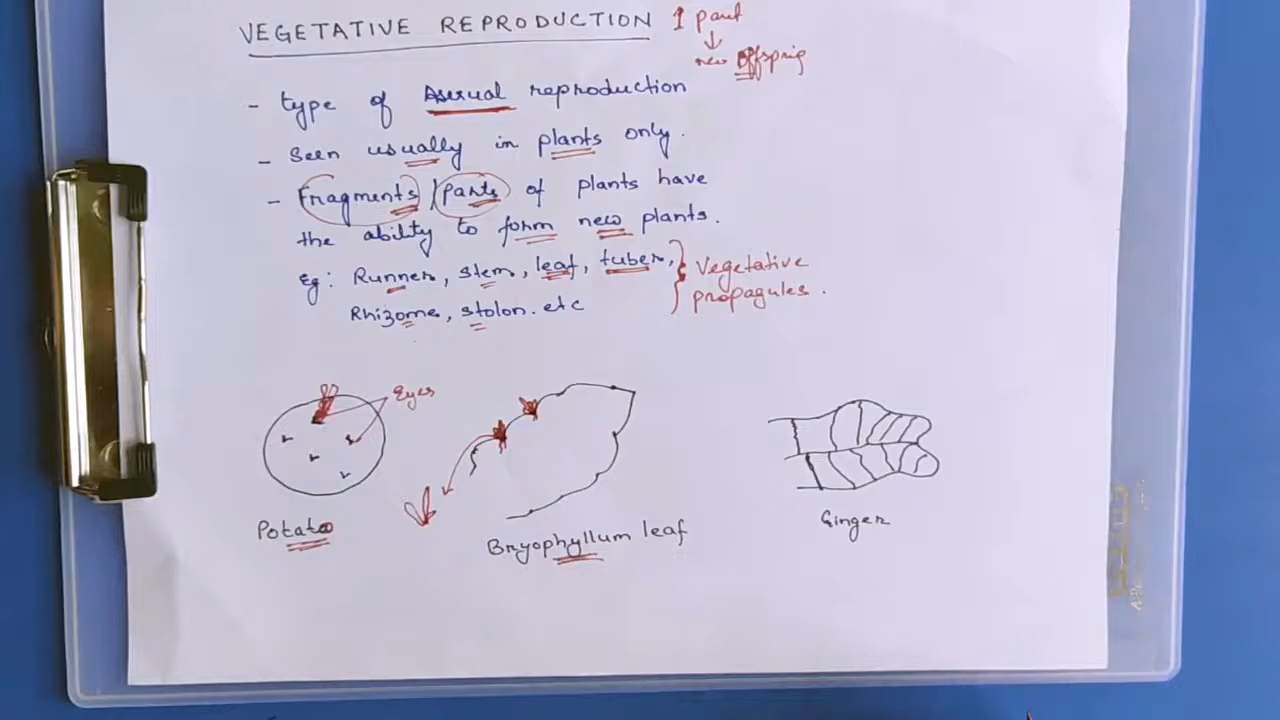 VEGETATIVE REPRODUCTION
1 part
new offspring
- type of Asexual reproduction
- Seen usually in plants only.
- Fragments / parts of plants have
the ability to form new plants.
Eg: Runner, stem, leaf, tuber,
Rhizome, stolon. etc
Vegetative
propagules.
Eyes
Potato
Bryophyllum leaf
Ginger